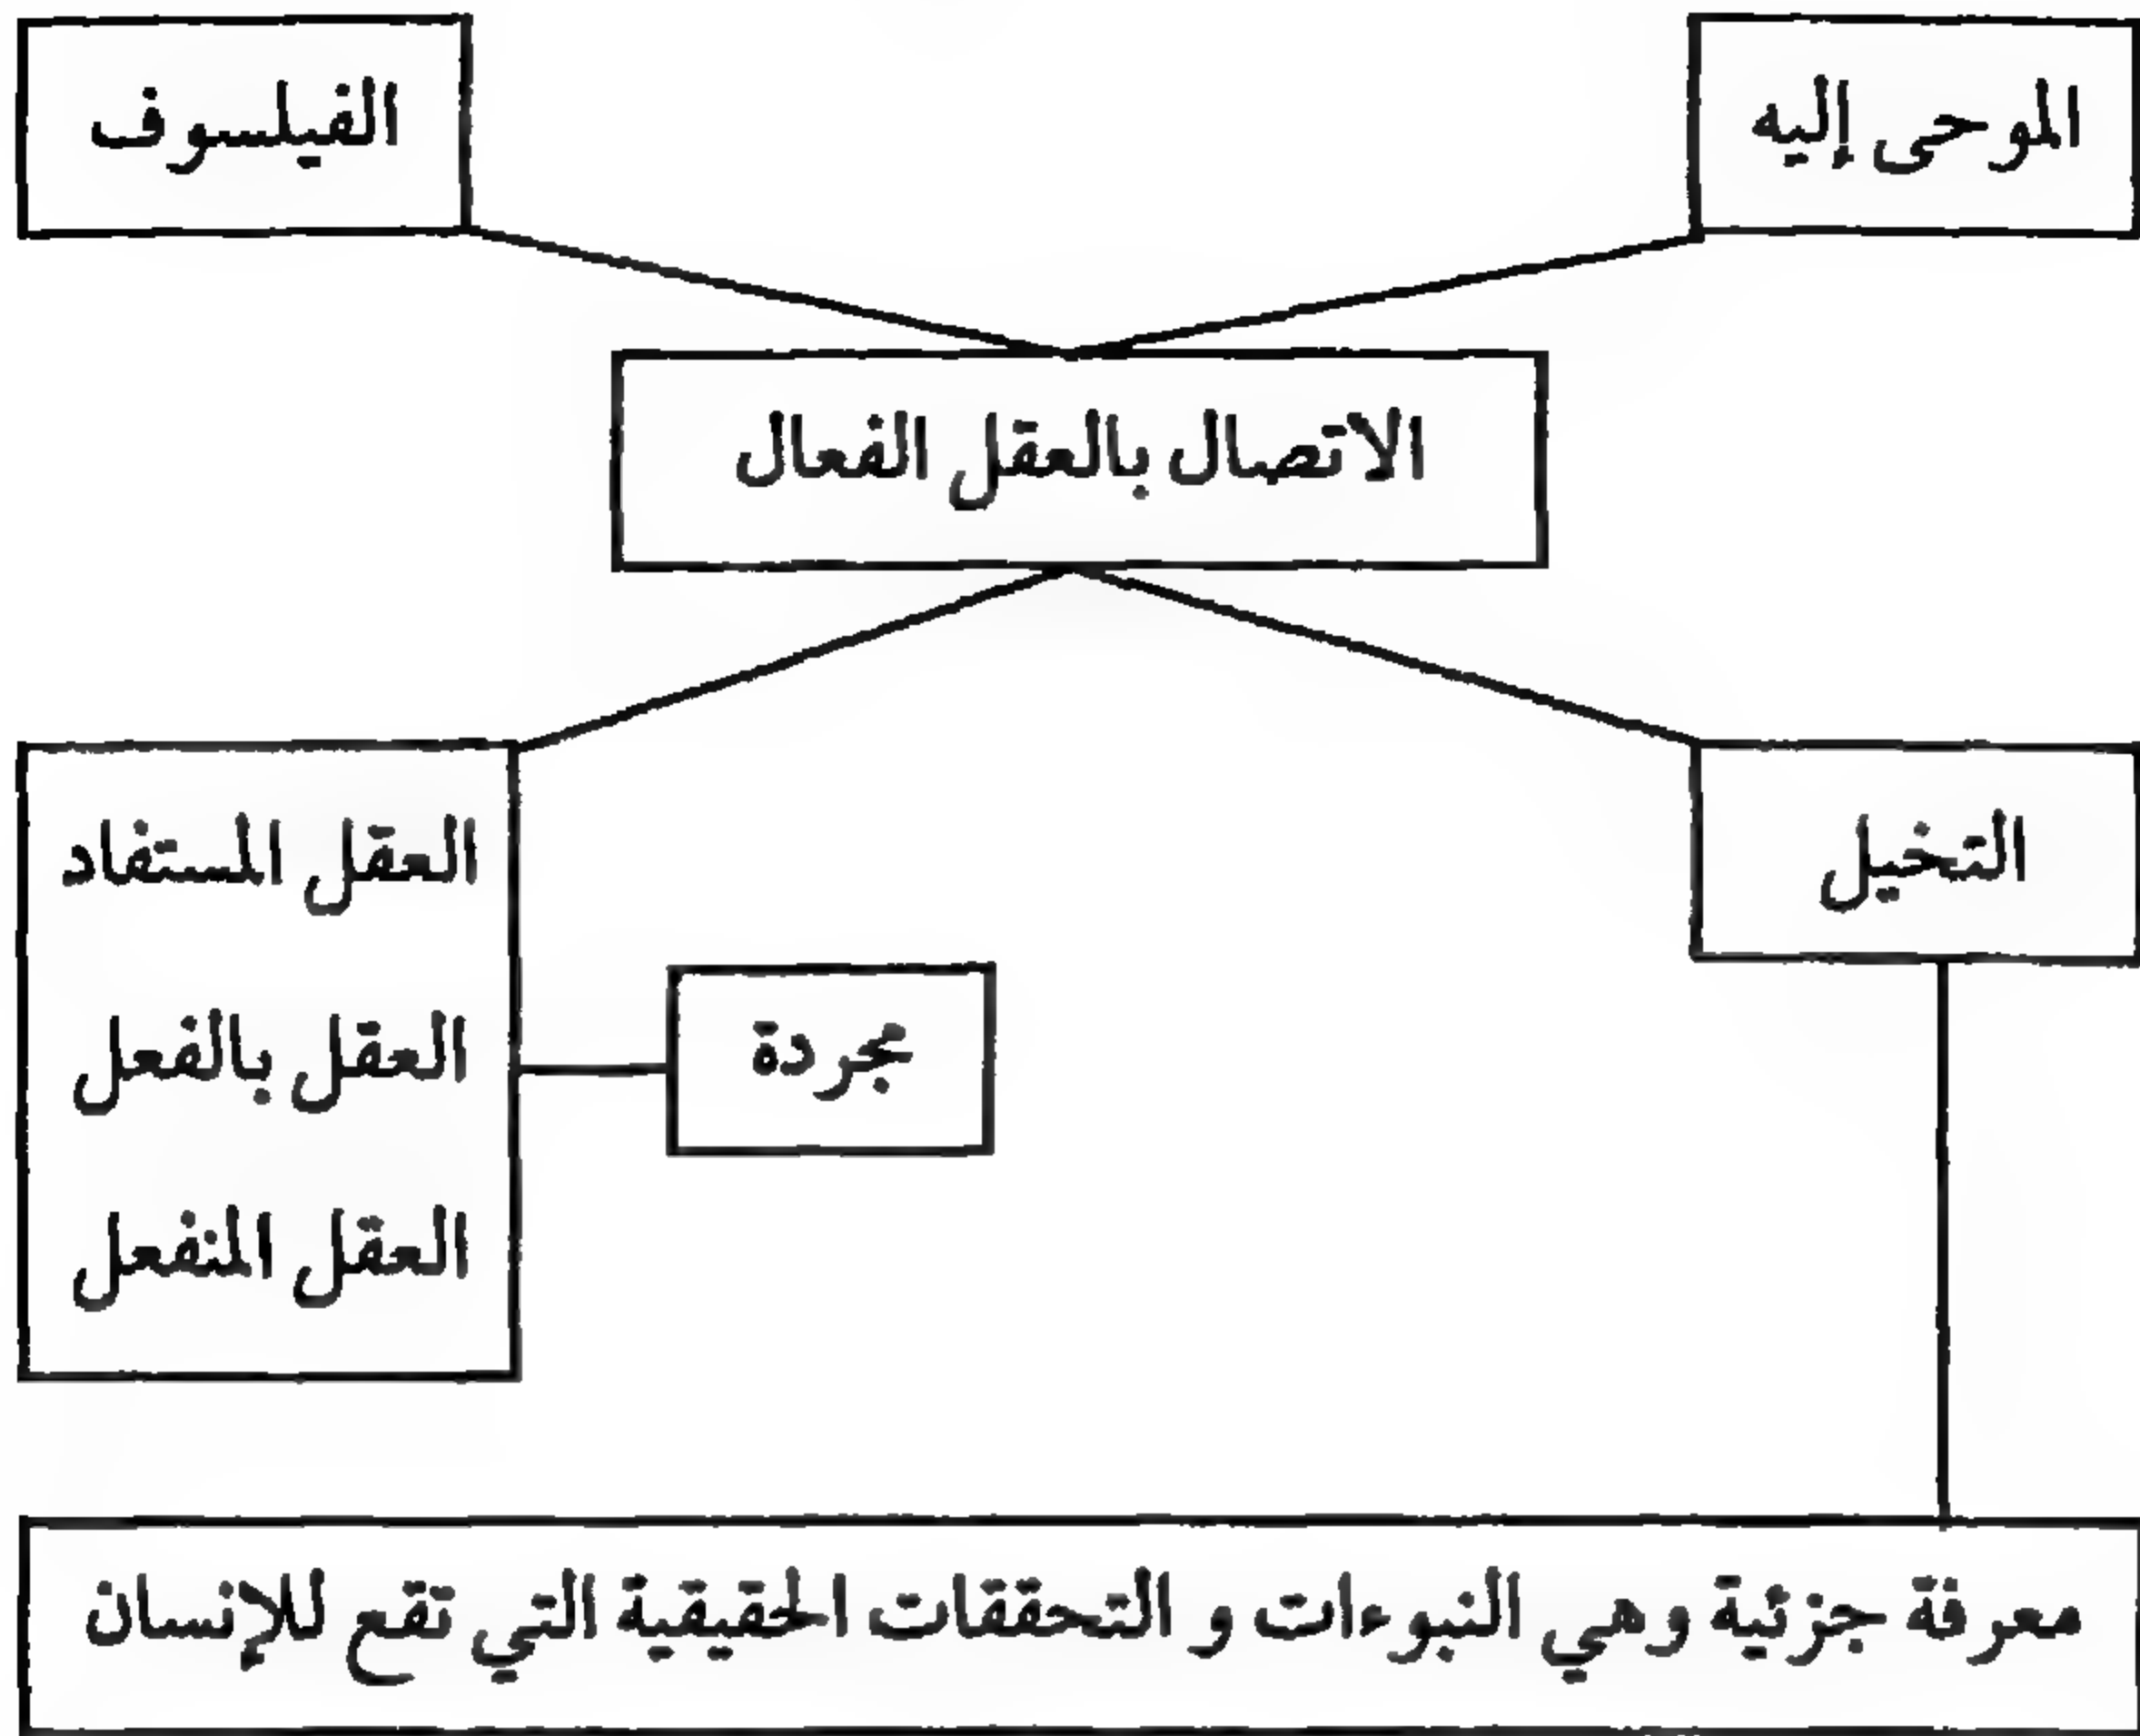 الموحى إليه
الفيلسوف
الاتصال بالعقل الفعال
التخيل
العقل المستفاد
العقل بالفعل
العقل المنفعل
مجردة
معرفة جزئية وهي النبوءات و التحققات الحقيقية التي تقع للإنسان